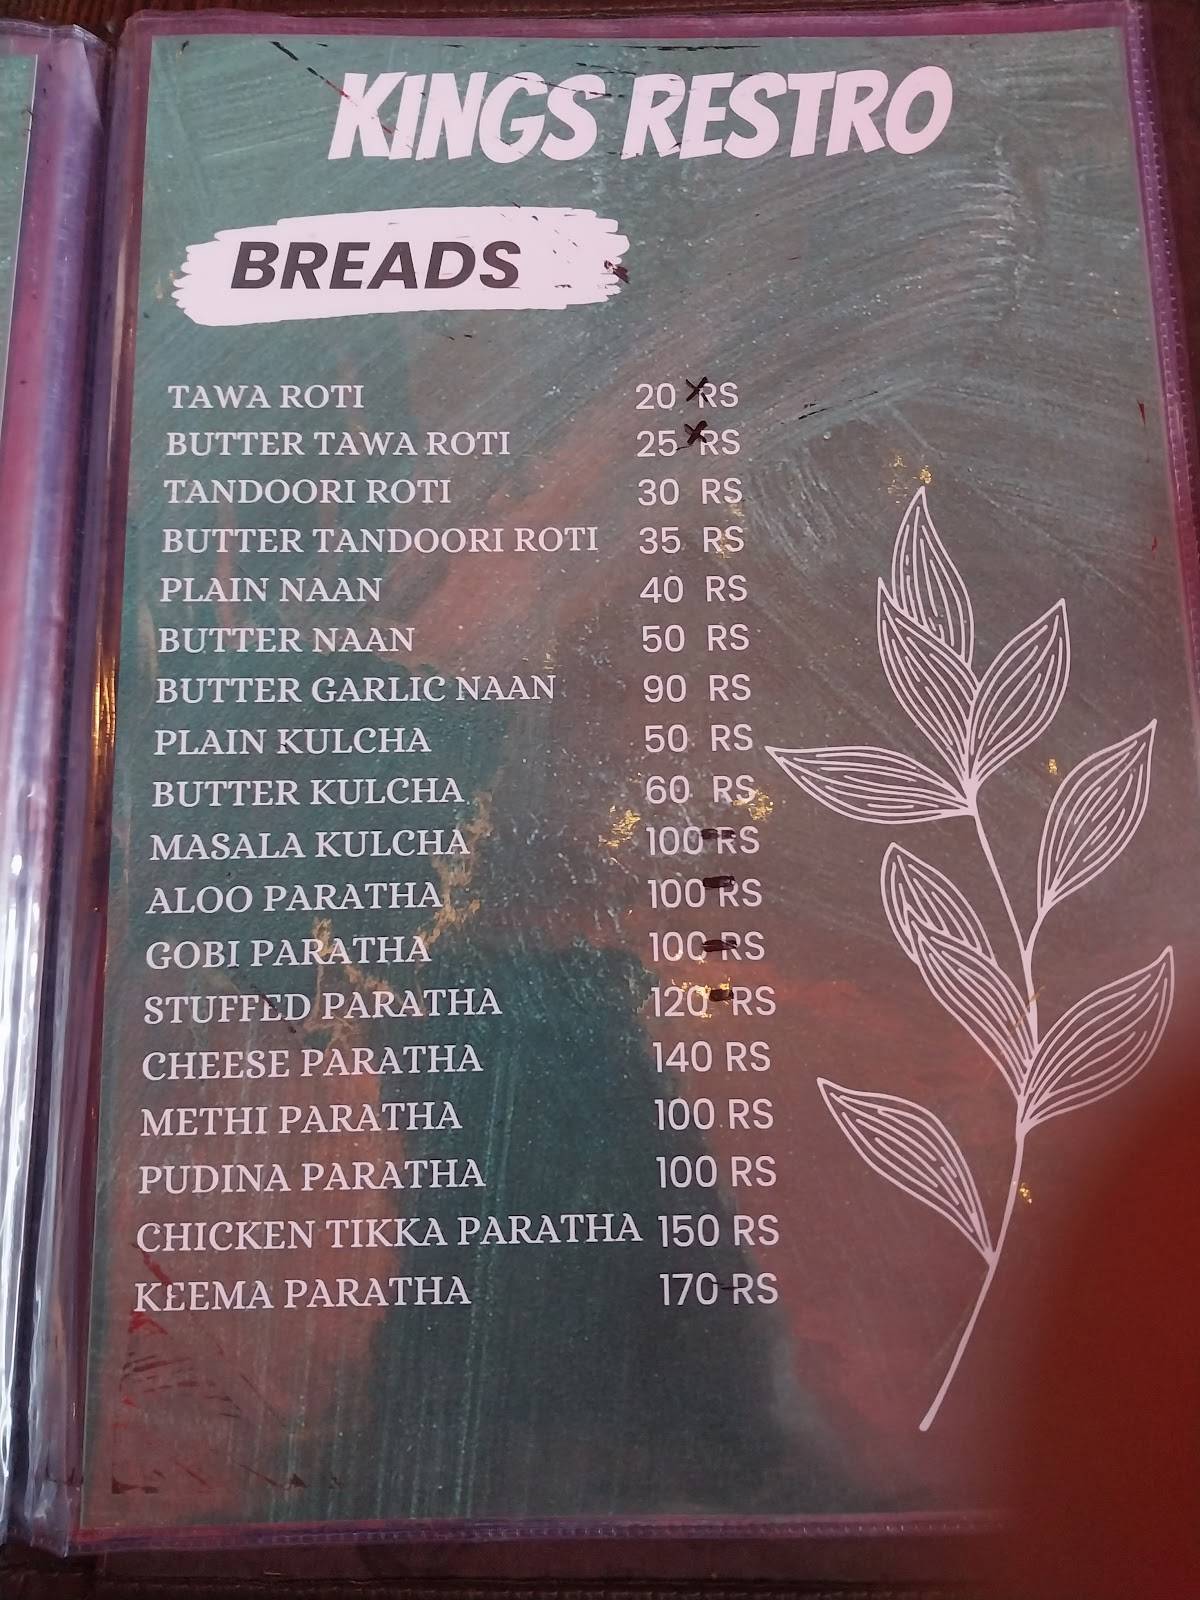 KINGS RESTRO
BREADS
TAWA ROTI 20 RS
BUTTER TAWA ROTI 25 RS
TANDOORI ROTI 30 RS
BUTTER TANDOORI ROTI 35 RS
PLAIN NAAN 40 RS
BUTTER NAAN 50 RS
BUTTER GARLIC NAAN 90 RS
PLAIN KULCHA 50 RS
BUTTER KULCHA 60 RS
MASALA KULCHA 100 RS
ALOO PARATHA 100 RS
GOBI PARATHA 100 RS
STUFFED PARATHA 120 RS
CHEESE PARATHA 140 RS
METHI PARATHA 100 RS
PUDINA PARATHA 100 RS
CHICKEN TIKKA PARATHA 150 RS
KEEMA PARATHA 170 RS